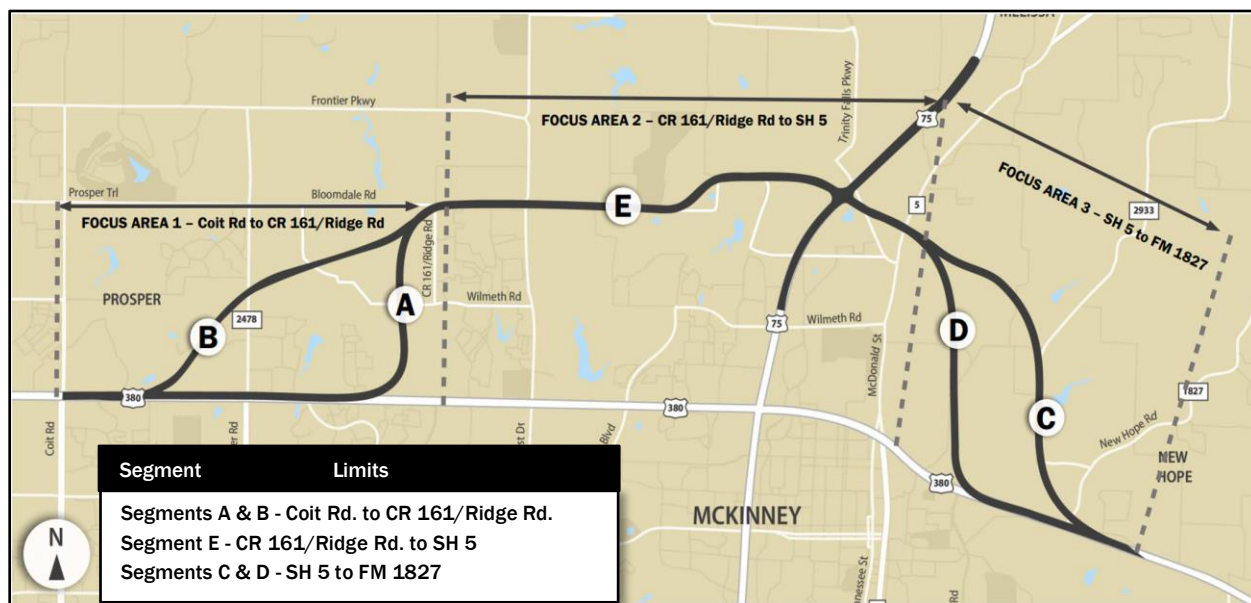 MELISSA
Frontier Pkwy
Trinity Falls Pkwy
FOCUS AREA 2 – CR 161/Ridge Rd to SH 5
75
FOCUS AREA 3 – SH 5 to FM 1827
Prosper Trl
Bloomdale Rd
FOCUS AREA 1 – Coit Rd to CR 161/Ridge Rd
E
5
2933
CR 161/Ridge Rd
PROSPER
A
Wilmeth Rd
2478
B
75
Wilmeth Rd
D
McDonald St
380
380
1827
C
New Hope Rd
Coit Rd
Blvd
NEW
HOPE
380
MCKINNEY
Segment Limits
Segments A & B - Coit Rd. to CR 161/Ridge Rd.
Segment E - CR 161/Ridge Rd. to SH 5
Segments C & D - SH 5 to FM 1827
N
Rd